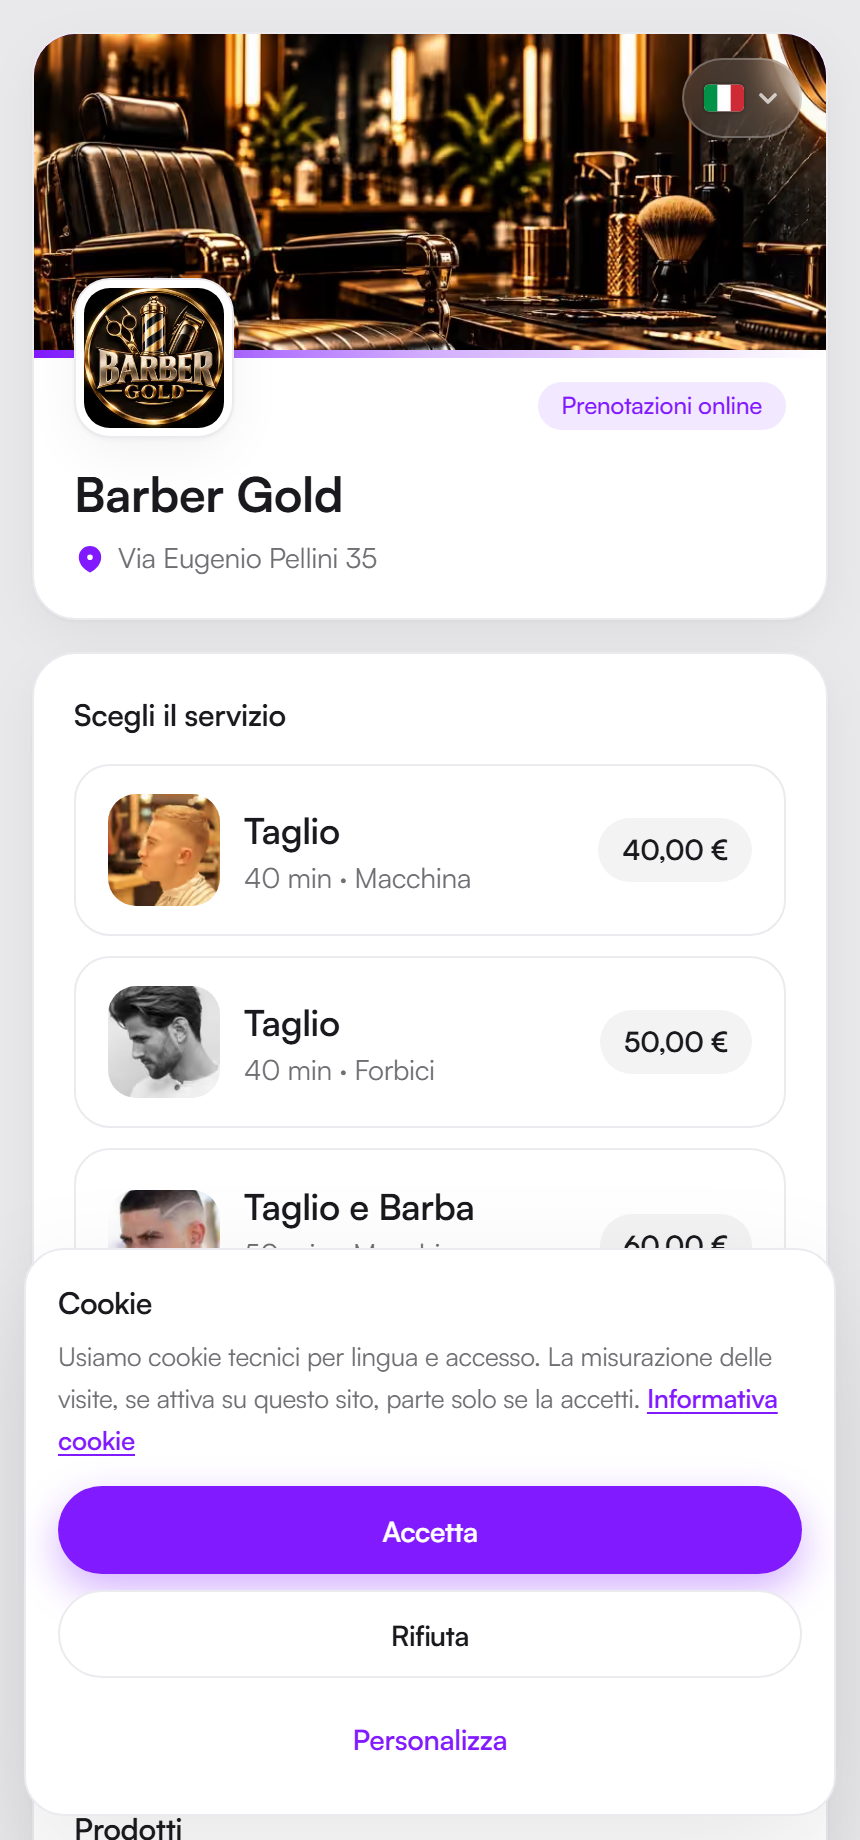 BARBER
GOLD
Prenotazioni online
Barber Gold
Via Eugenio Pellini 35
Scegli il servizio
Taglio
40 min · Macchina
40,00 €
Taglio
40 min · Forbici
50,00 €
Taglio e Barba
60,00 €
Cookie
Usiamo cookie tecnici per lingua e accesso. La misurazione delle
visite, se attiva su questo sito, parte solo se la accetti. Informativa
cookie
Accetta
Rifiuta
Personalizza
Prodotti